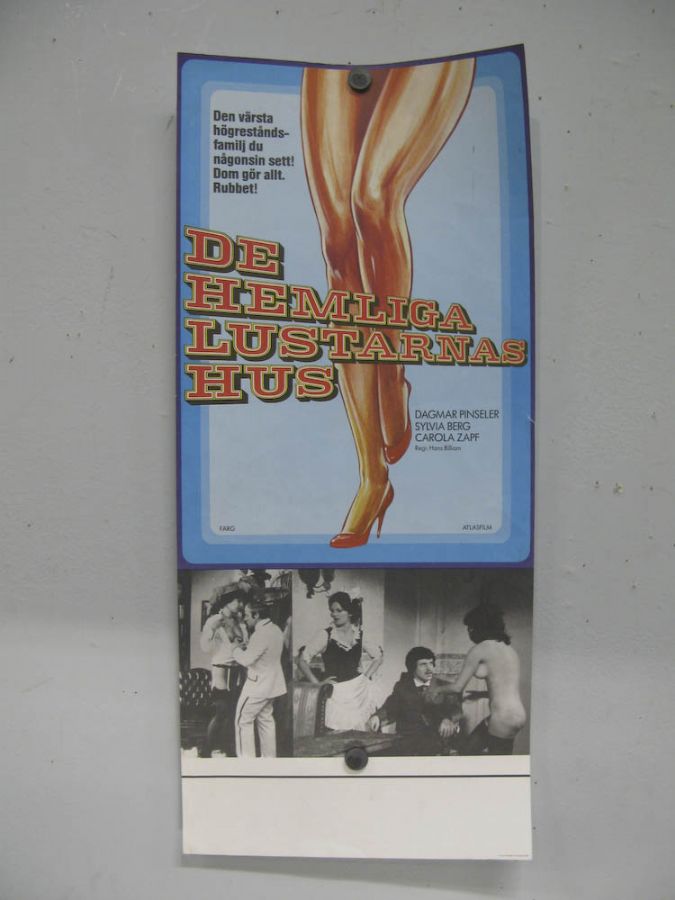 Den värsta
högrestånds-
familj du
någonsin sett!
Dom gör allt.
Rubbet!
DE
HEMLIGA
LUSTARNAS
HUS
DAGMAR PINSELER
SYLVIA BERG
CAROLA ZAPF
Regi: Hans Billiam
FÄRG
ATLASFILM